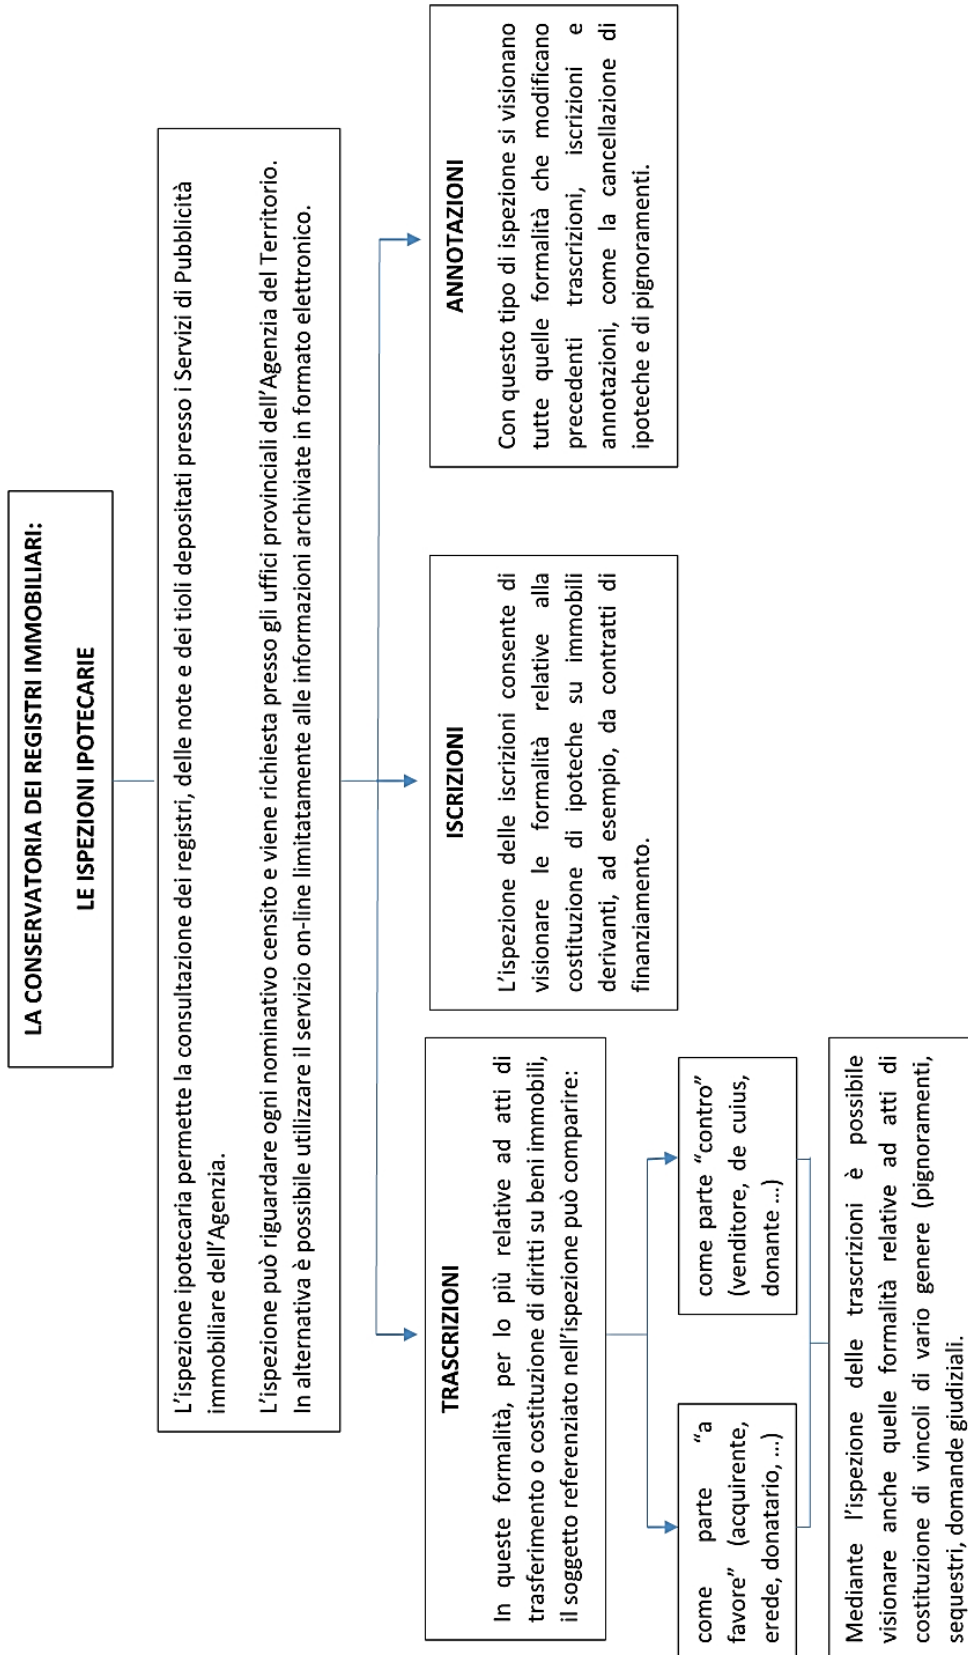 LA CONSERVATORIA DEI REGISTRI IMMOBILIARI:
LE ISPEZIONI IPOTECARIE
L'ispezione ipotecaria permette la consultazione dei registri, delle note e dei tioli depositati presso i Servizi di Pubblicità
immobiliare dell'Agenzia.
L'ispezione può riguardare ogni nominativo censito e viene richiesta presso gli uffici provinciali dell'Agenzia del Territorio.
In alternativa è possibile utilizzare il servizio on-line limitatamente alle informazioni archiviate in formato elettronico.
TRASCRIZIONI
In queste formalità, per lo più relative ad atti di
trasferimento o costituzione di diritti su beni immobili,
il soggetto referenziato nell'ispezione può comparire:
come parte "a
favore" (acquirente,
erede, donatario, ...)
come parte "contro"
(venditore, de cuius,
donante ...)
Mediante l'ispezione delle trascrizioni è possibile
visionare anche quelle formalità relative ad atti di
costituzione di vincoli di vario genere (pignoramenti,
sequestri, domande giudiziali.
ISCRIZIONI
L'ispezione delle iscrizioni consente di
visionare le formalità relative alla
costituzione di ipoteche su immobili
derivanti, ad esempio, da contratti di
finanziamento.
ANNOTAZIONI
Con questo tipo di ispezione si visionano
tutte quelle formalità che modificano
precedenti trascrizioni, iscrizioni e
annotazioni, come la cancellazione di
ipoteche e di pignoramenti.